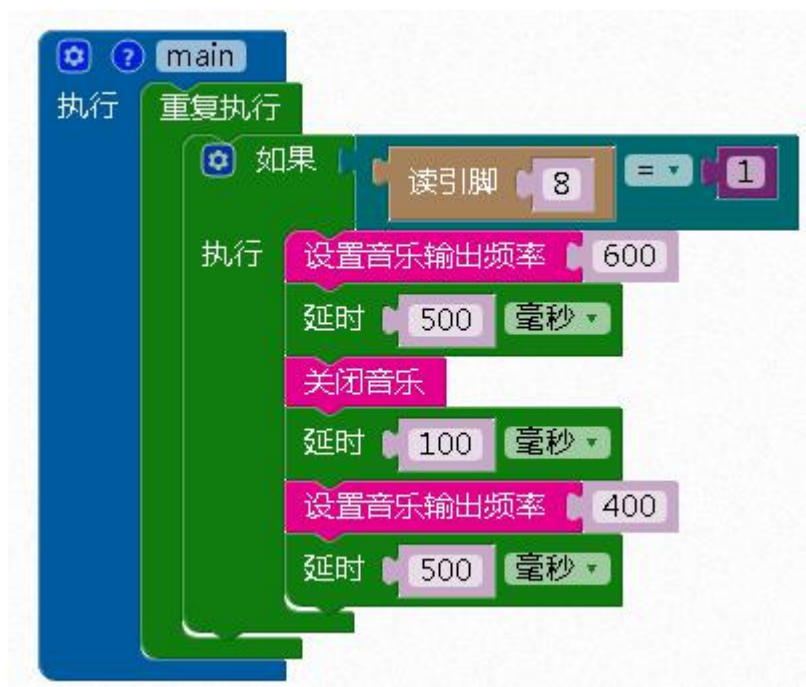 main
执行 重复执行
如果 读引脚 8 = 1
执行 设置音乐输出频率 600
延时 500 毫秒
关闭音乐
延时 100 毫秒
设置音乐输出频率 400
延时 500 毫秒